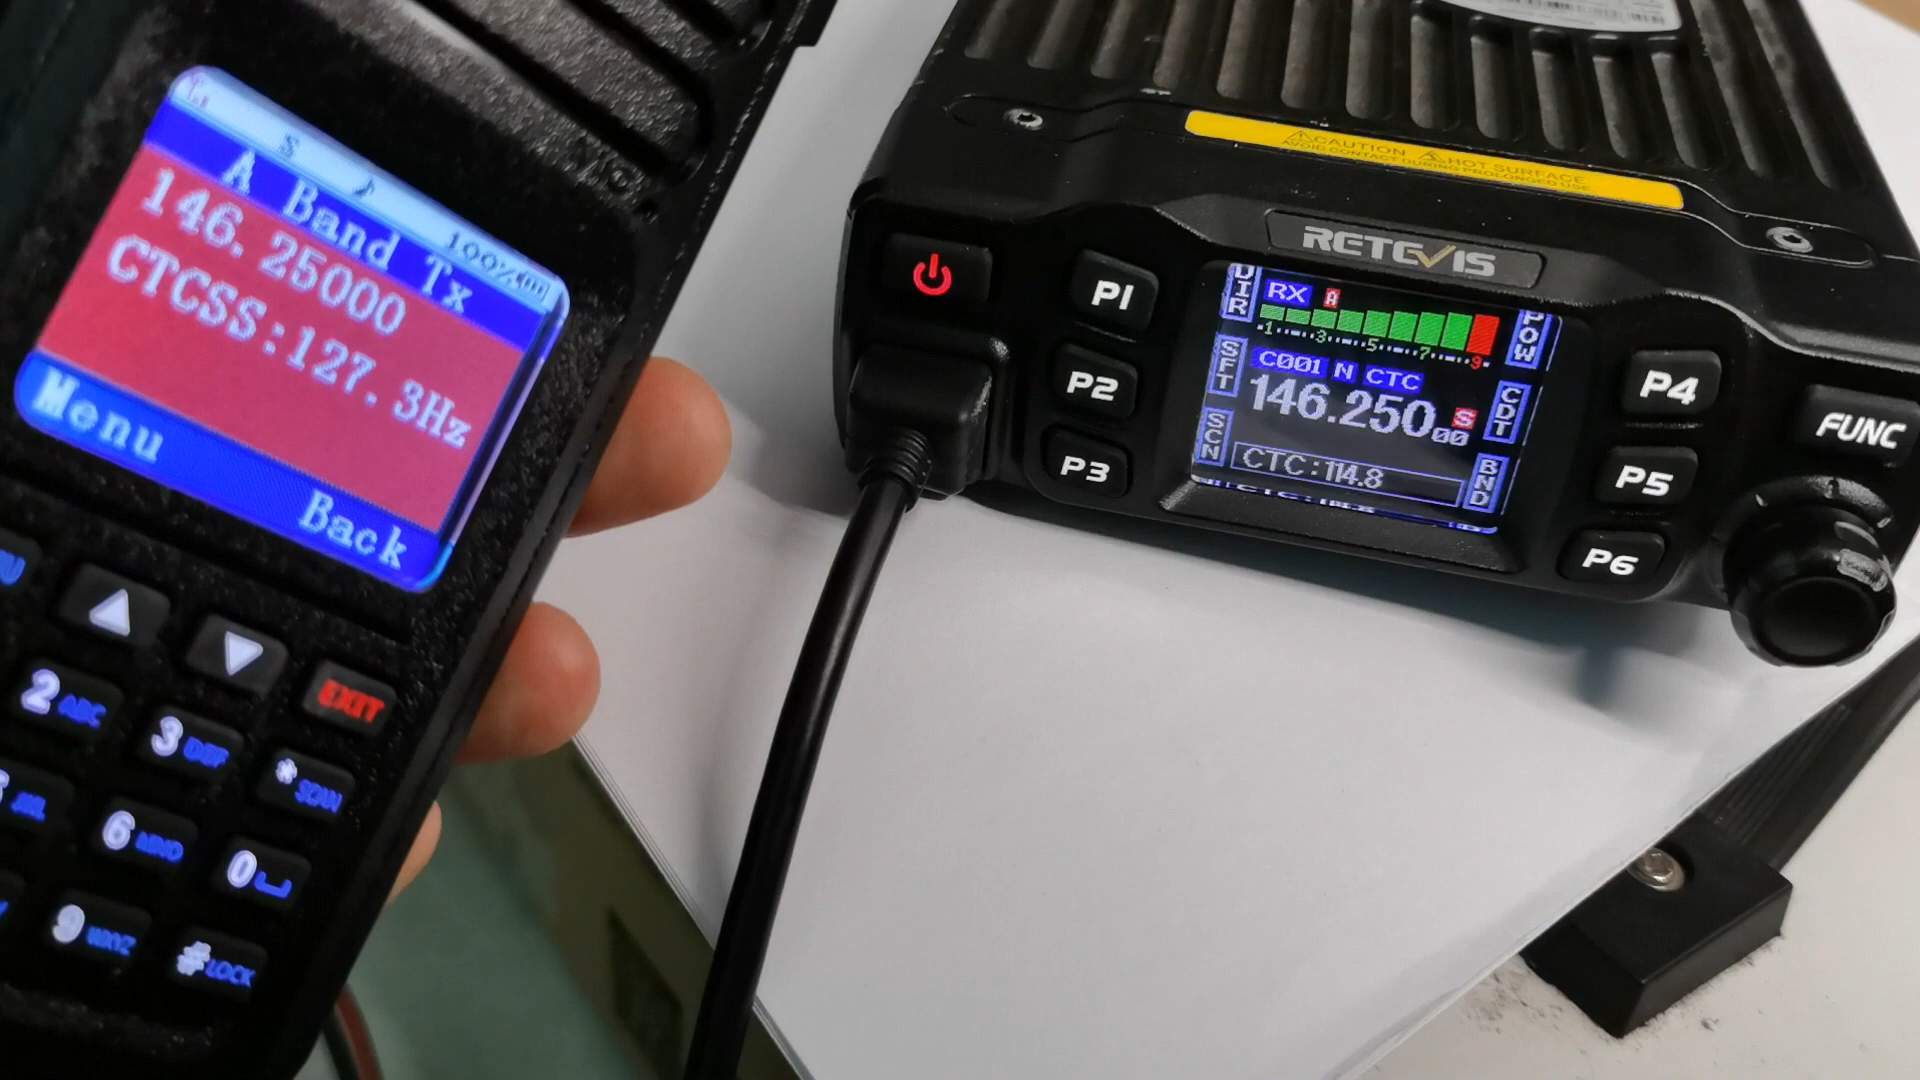 S
100%
A Band Tx
146.25000
CTCSS:127.3Hz
Menu
Back
2 ABC
3 DEF
EXIT
* SCAN
6 MNO
0
9 WXYZ
# LOCK
CAUTION HOT SURFACE
AVOID CONTACT DURING PROLONGED USE
RETEVIS
P1
P2
P3
DIR
SFT
SCN
RX A
1 3 5 7 9
C001 N CTC
146.25000
S
CTC:114.8
POW
CDT
BND
P4
P5
P6
FUNC